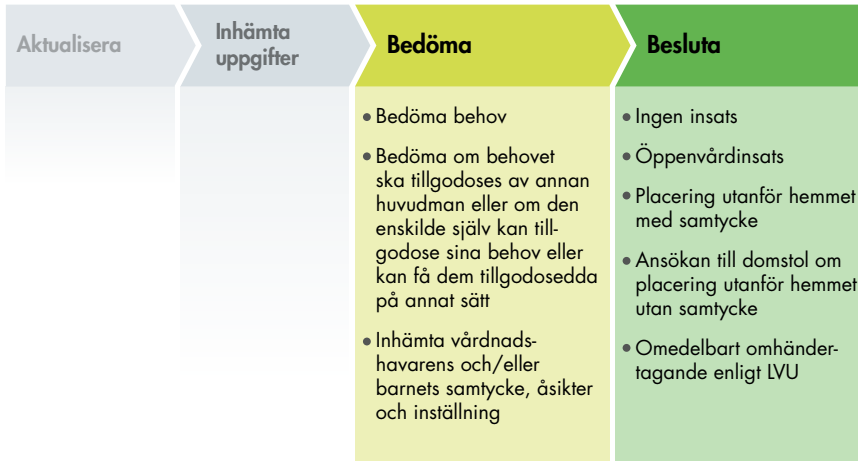 Aktualisera
Inhämta
uppgifter
Bedöma
Besluta
• Bedöma behov
• Bedöma om behovet
ska tillgodoses av annan
huvudman eller om den
enskilde själv kan till-
godose sina behov eller
kan få dem tillgodosedda
på annat sätt
• Inhämta vårdnads-
havarens och/eller
barnets samtycke, åsikter
och inställning
• Ingen insats
• Öppenvårdinsats
• Placering utanför hemmet
med samtycke
• Ansökan till domstol om
placering utanför hemmet
utan samtycke
• Omedelbart omhänder-
tagande enligt LVU